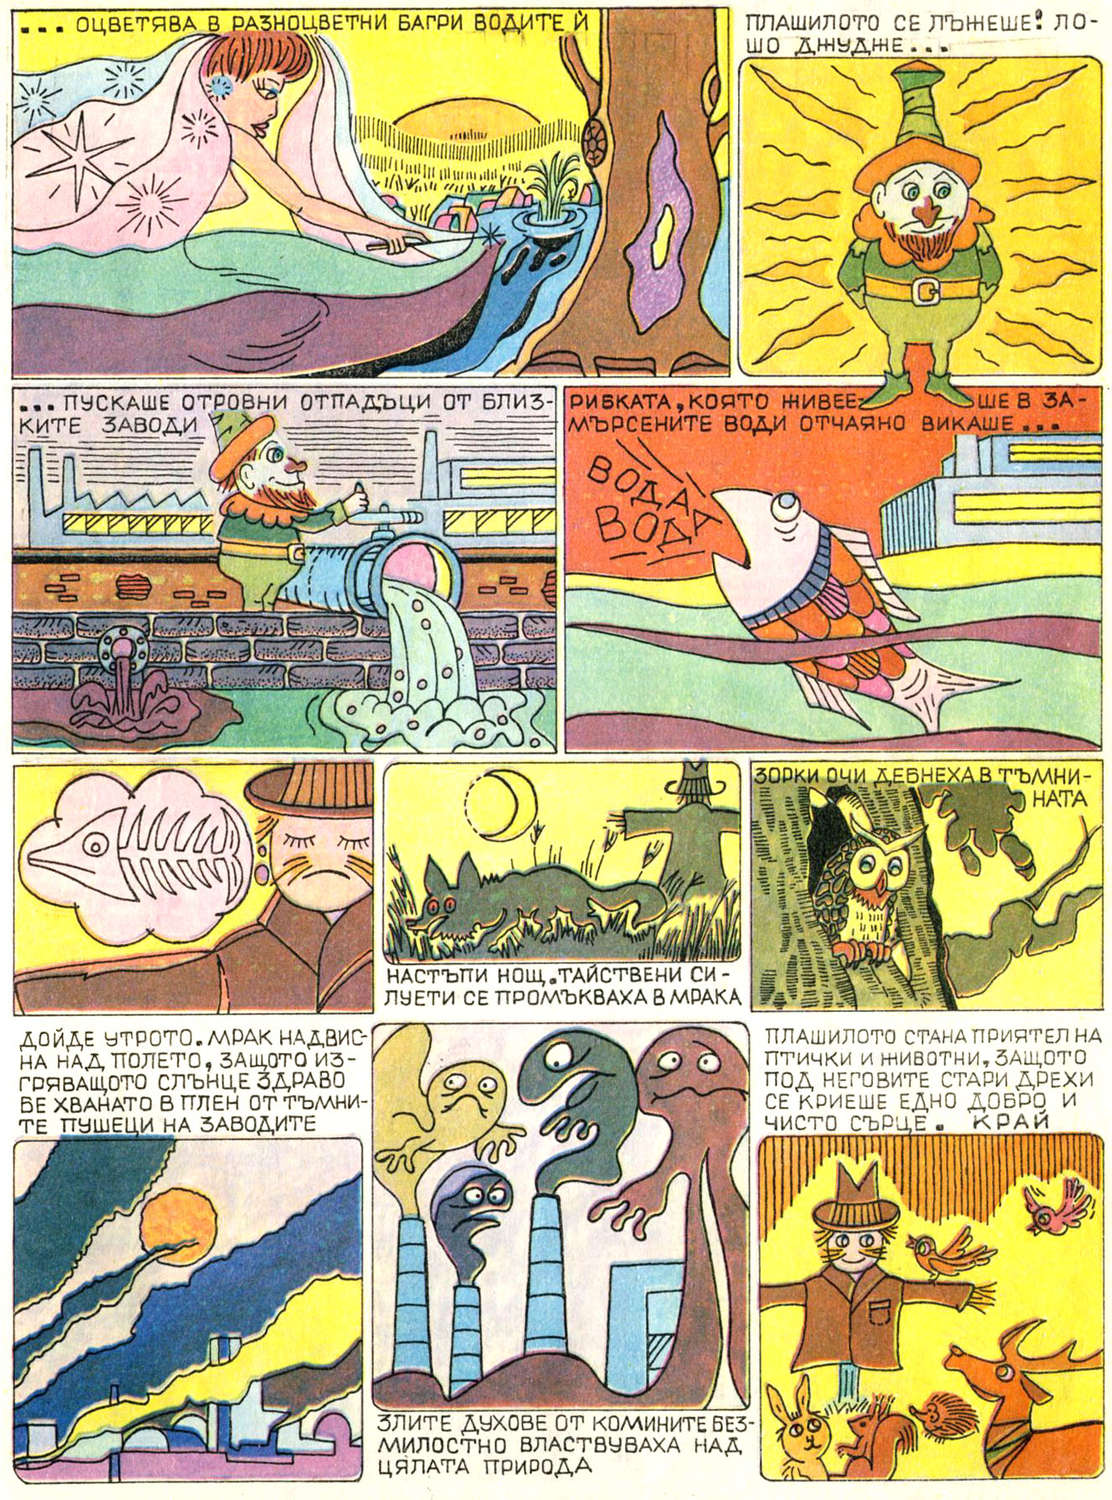 ... ОЦВЕТЯВА В РАЗНОЦВЕТНИ БАГРИ ВОДИТЕ Й
ПЛАШИЛОТО СЕ ЛЪЖЕШЕ! ЛО-
ШО ДЖУДЖЕ...
... ПУСКАШЕ ОТРОВНИ ОТПАДЪЦИ ОТ БЛИЗ-
КИТЕ ЗАВОДИ
РИБКАТА, КОЯТО ЖИВЕЕ- ШЕ В ЗА-
МЪРСЕНИТЕ ВОДИ ОТЧАЯНО ВИКАШЕ...
ВОДА
ВОДА
НАСТЪПИ НОЩ. ТАЙСТВЕНИ СИ-
ЛУЕТИ СЕ ПРОМЪКВАХА В МРАКА
ЗОРКИ ОЧИ ДЕБНЕХА В ТЪМНИ-
НАТА
ДОЙДЕ УТРОТО. МРАК НАДВИС-
НА НАД ПОЛЕТО, ЗАЩОТО ИЗ-
ГРЯВАЩОТО СЛЪНЦЕ ЗДРАВО
БЕ ХВАНАТО В ПЛЕН ОТ ТЪМНИ-
ТЕ ПУШЕЦИ НА ЗАВОДИТЕ
ЗЛИТЕ ДУХОВЕ ОТ КОМИНИТЕ БЕЗ-
МИЛОСТНО ВЛАСТВУВАХА НАД
ЦЯЛАТА ПРИРОДА
ПЛАШИЛОТО СТАНА ПРИЯТЕЛ НА
ПТИЧКИ И ЖИВОТНИ, ЗАЩОТО
ПОД НЕГОВИТЕ СТАРИ ДРЕХИ
СЕ КРИЕШЕ ЕДНО ДОБРО И
ЧИСТО СЪРЦЕ. КРАЙ